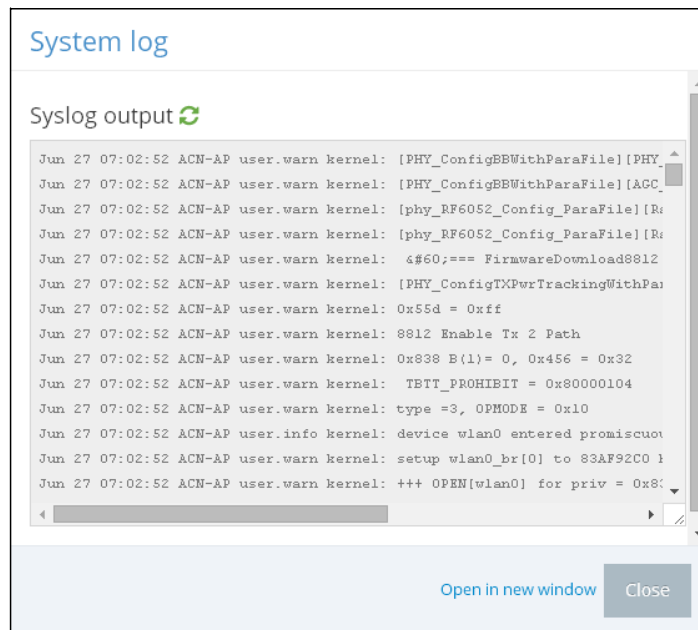 System log
Syslog output
Jun 27 07:02:52 ACN-AP user.warn kernel: [PHY_ConfigBBWithParaFile][PHY_
Jun 27 07:02:52 ACN-AP user.warn kernel: [PHY_ConfigBBWithParaFile][AGC_
Jun 27 07:02:52 ACN-AP user.warn kernel: [phy_RF6052_Config_ParaFile][Ra
Jun 27 07:02:52 ACN-AP user.warn kernel: [phy_RF6052_Config_ParaFile][Ra
Jun 27 07:02:52 ACN-AP user.warn kernel: &#60;=== FirmwareDownload8812
Jun 27 07:02:52 ACN-AP user.warn kernel: [PHY_ConfigTXPwrTrackingWithPar
Jun 27 07:02:52 ACN-AP user.warn kernel: 0x55d = 0xff
Jun 27 07:02:52 ACN-AP user.warn kernel: 8812 Enable Tx 2 Path
Jun 27 07:02:52 ACN-AP user.warn kernel: 0x838 B(1)= 0, 0x456 = 0x32
Jun 27 07:02:52 ACN-AP user.warn kernel: TBTT_PROHIBIT = 0x80000104
Jun 27 07:02:52 ACN-AP user.warn kernel: type =3, OPMODE = 0x10
Jun 27 07:02:52 ACN-AP user.info kernel: device wlan0 entered promiscuou
Jun 27 07:02:52 ACN-AP user.warn kernel: setup wlan0_br[0] to 83AF92C0
Jun 27 07:02:52 ACN-AP user.warn kernel: +++ OPEN[wlan0] for priv = 0x83
Open in new window
Close